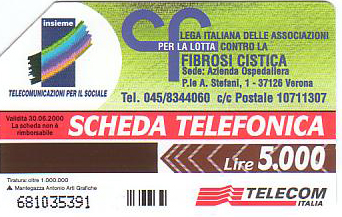 insieme
TELECOMUNICAZIONI PER IL SOCIALE
cf
LEGA ITALIANA DELLE ASSOCIAZIONI
PER LA LOTTA CONTRO LA
FIBROSI CISTICA
Sede: Azienda Ospedaliera
P.le A. Stefani, 1 - 37126 Verona
Tel. 045/8344060 c/c Postale 10711307
Validità 30.06.2000
La scheda non è
rimborsabile
SCHEDA TELEFONICA
Lire 5.000
Tiratura: oltre 1.000.000
Mantegazza Antonio Arti Grafiche
681035391
TELECOM
ITALIA